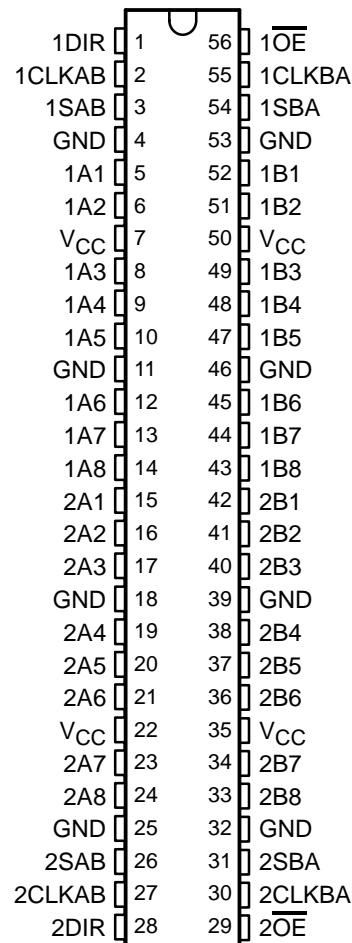 1DIR 1 56 1O̅E̅
1CLKAB 2 55 1CLKBA
1SAB 3 54 1SBA
GND 4 53 GND
1A1 5 52 1B1
1A2 6 51 1B2
VCC 7 50 VCC
1A3 8 49 1B3
1A4 9 48 1B4
1A5 10 47 1B5
GND 11 46 GND
1A6 12 45 1B6
1A7 13 44 1B7
1A8 14 43 1B8
2A1 15 42 2B1
2A2 16 41 2B2
2A3 17 40 2B3
GND 18 39 GND
2A4 19 38 2B4
2A5 20 37 2B5
2A6 21 36 2B6
VCC 22 35 VCC
2A7 23 34 2B7
2A8 24 33 2B8
GND 25 32 GND
2SAB 26 31 2SBA
2CLKAB 27 30 2CLKBA
2DIR 28 29 2O̅E̅